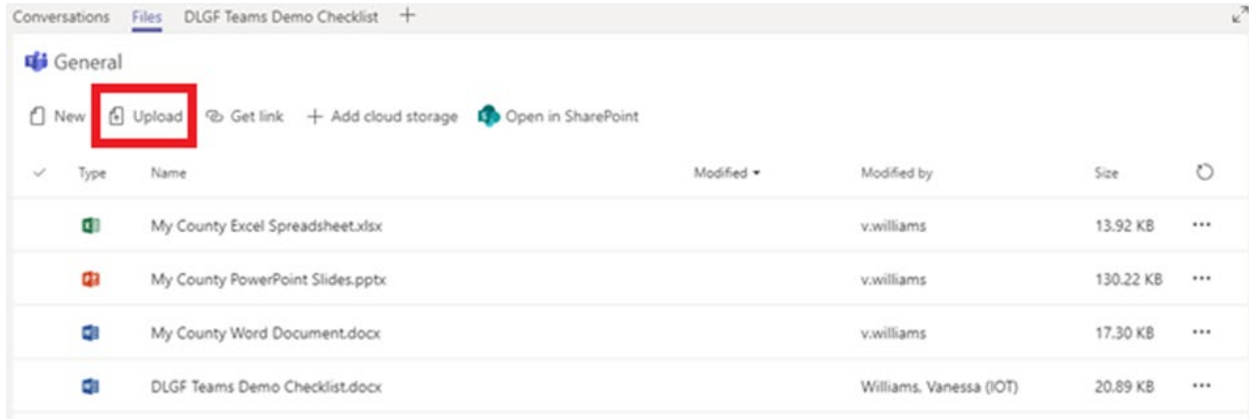 Conversations Files DLGF Teams Demo Checklist +
General
New Upload Get link + Add cloud storage Open in SharePoint
Type Name Modified Modified by Size
My County Excel Spreadsheet.xlsx v.williams 13.92 KB ...
My County PowerPoint Slides.pptx v.williams 130.22 KB ...
My County Word Document.docx v.williams 17.30 KB ...
DLGF Teams Demo Checklist.docx Williams, Vanessa (IOT) 20.89 KB ...